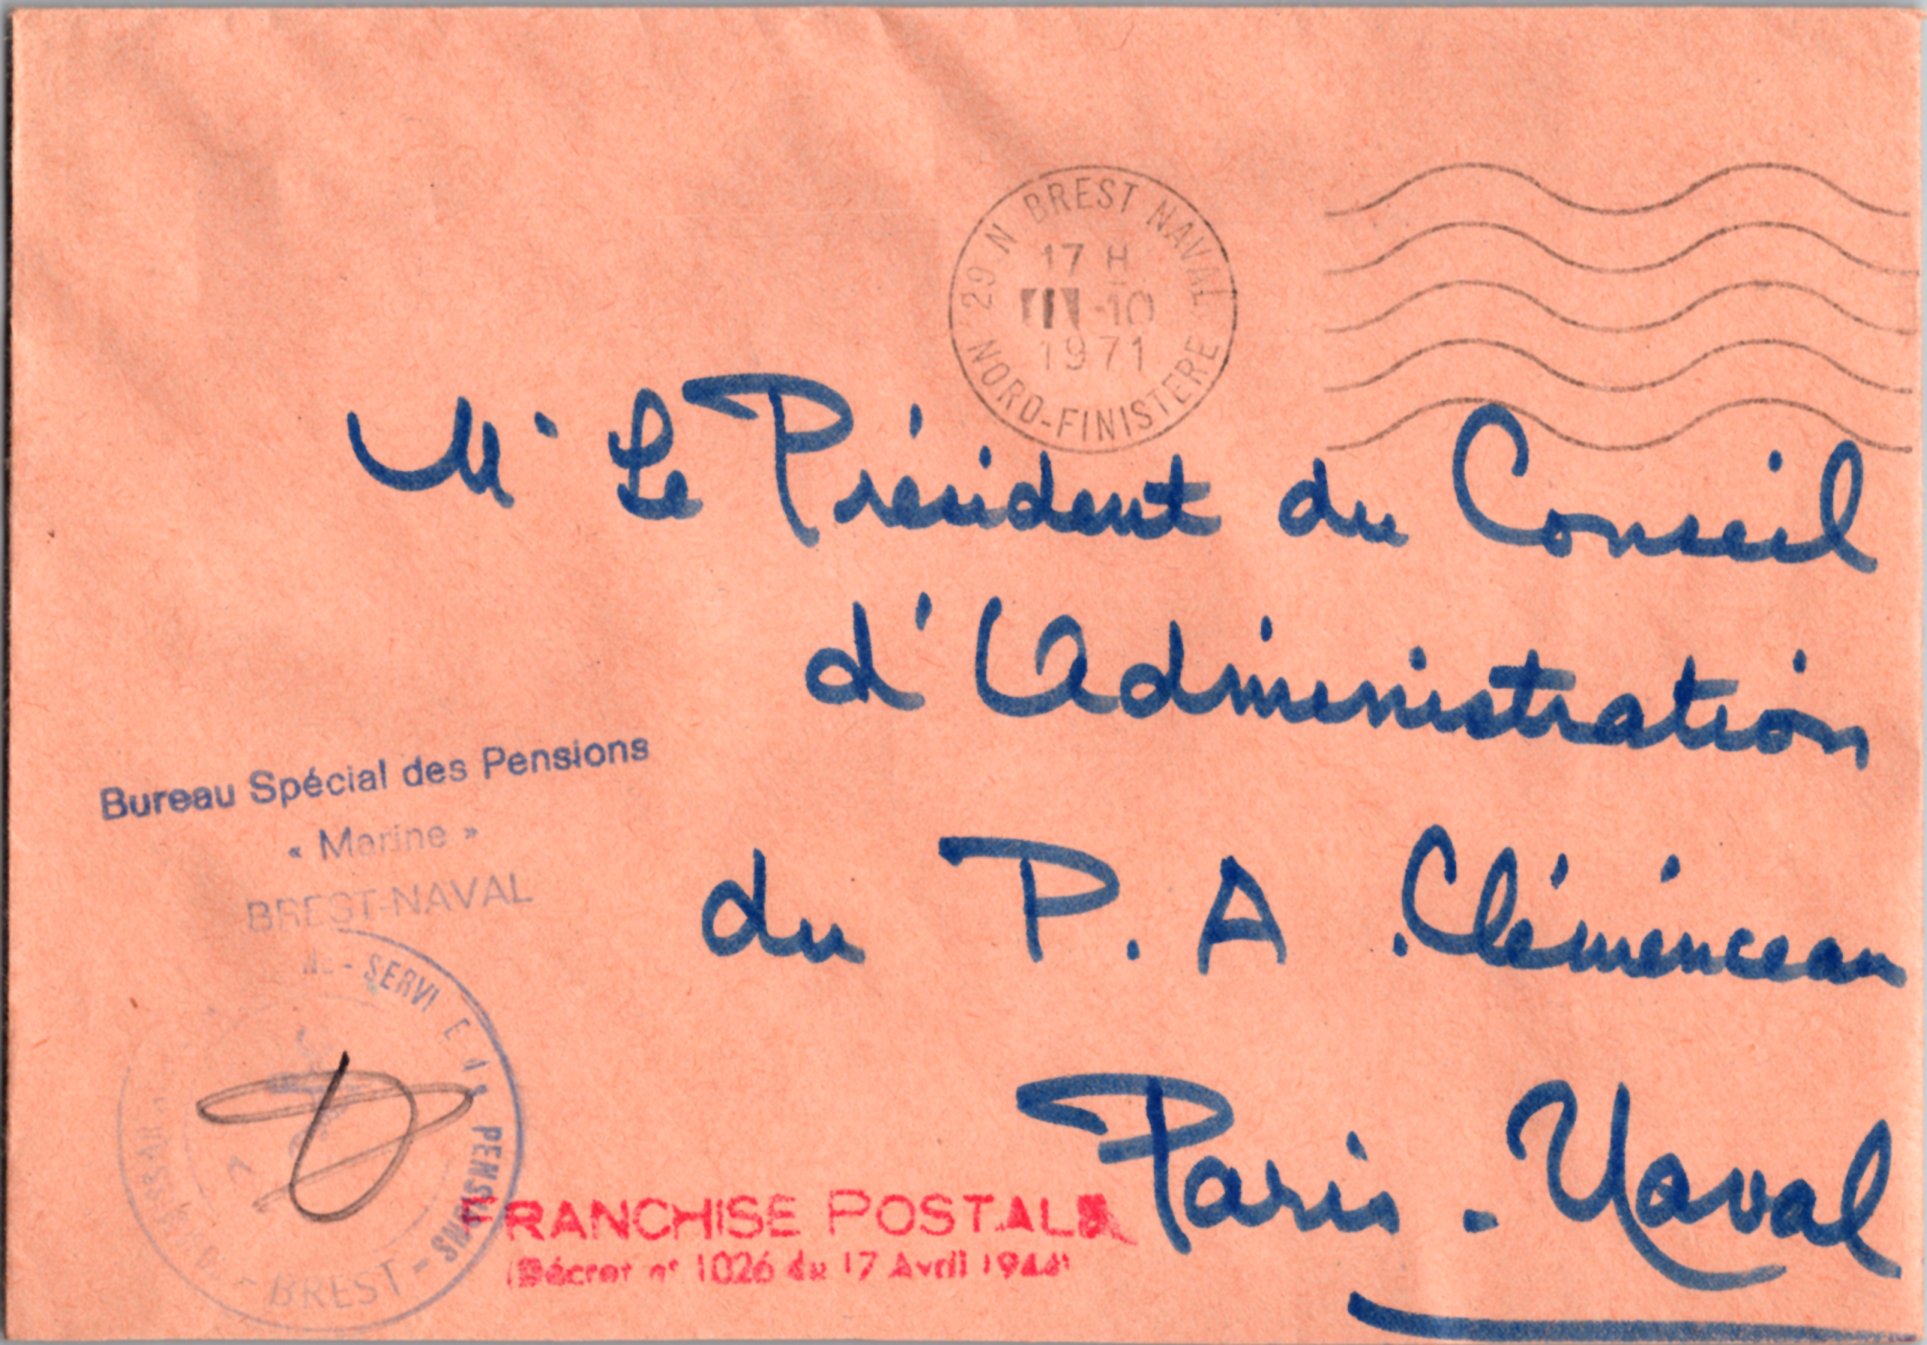 29 N BREST NAVAL
17 H
-10
1971
NORD-FINISTERE
Mr Le Président du Conseil
d'Administration
du P.A. Clémenceau
Paris-Naval
Bureau Spécial des Pensions
« Marine »
BREST-NAVAL
PENSIONS -
- BREST -
FRANCHISE POSTALE
(Décret n° 1026 du 17 Avril 1944)